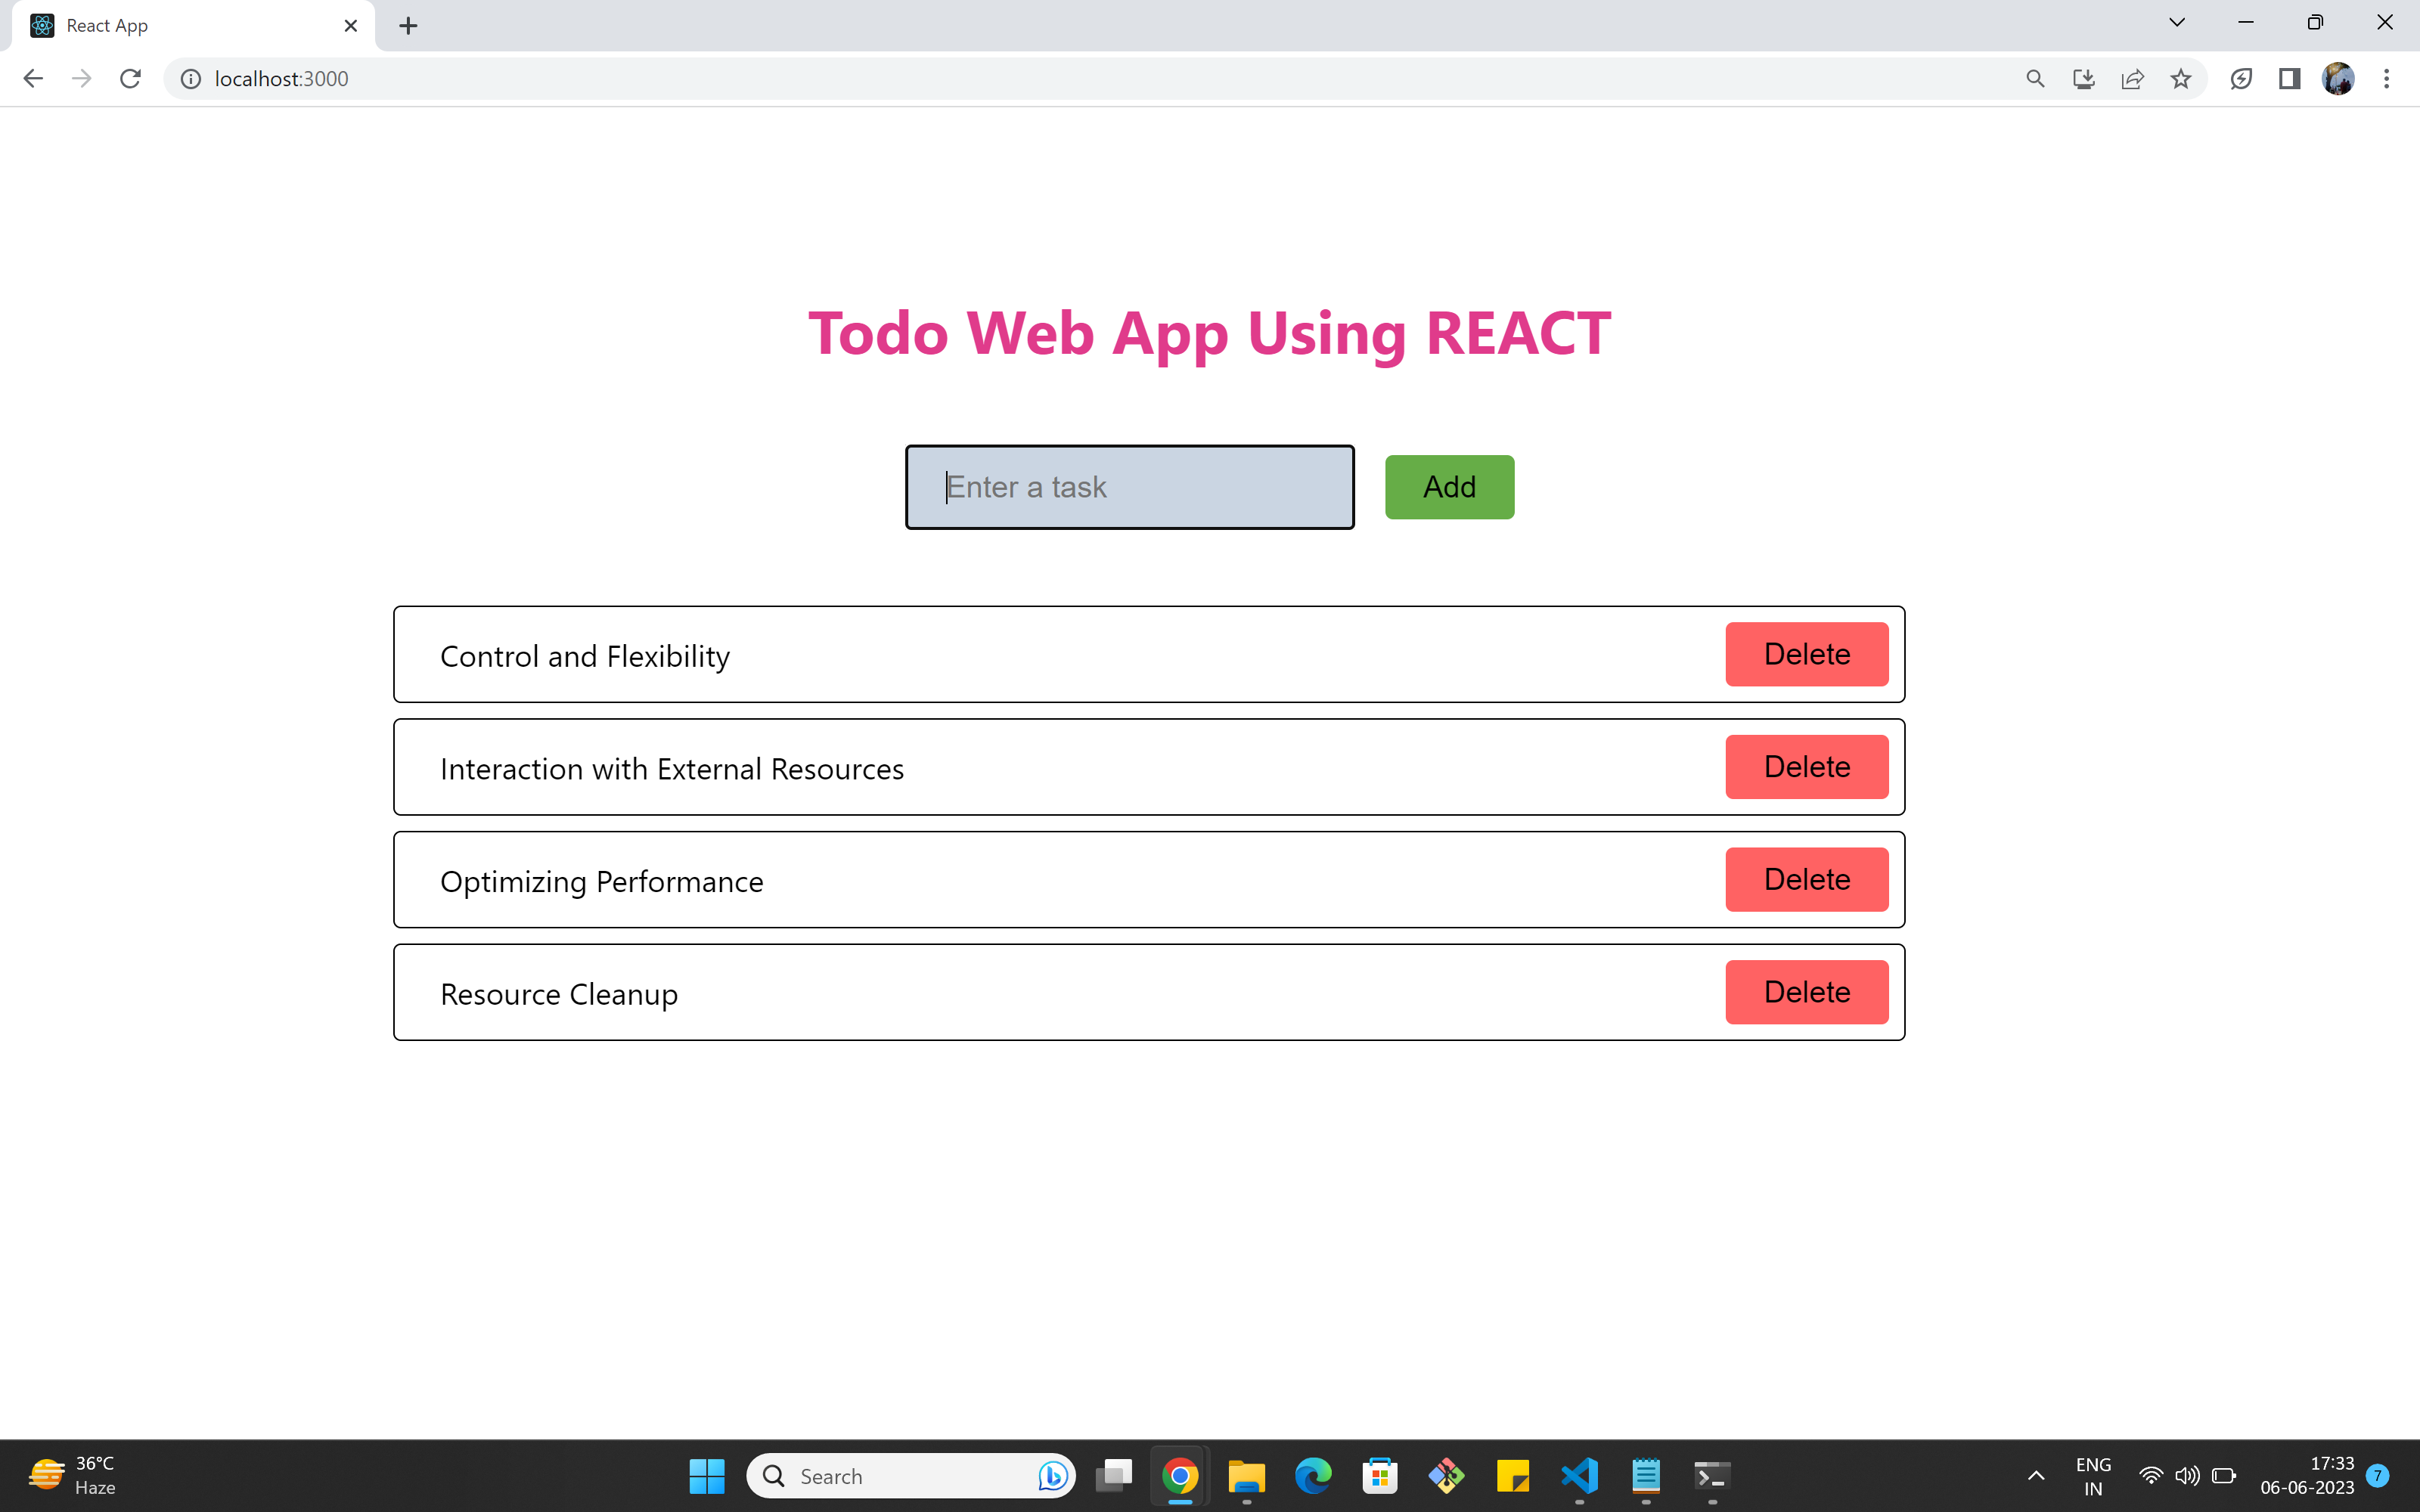 React App
localhost:3000
Todo Web App Using REACT
Enter a task
Add
Control and Flexibility
Delete
Interaction with External Resources
Delete
Optimizing Performance
Delete
Resource Cleanup
Delete
36°C
Haze
Search
ENG
IN
17:33
06-06-2023
7